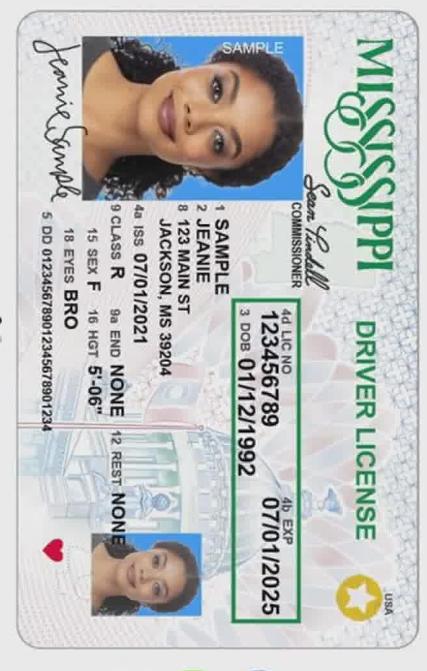 MISSISSIPPI
DRIVER LICENSE
USA
Sean Tindell
COMMISSIONER
SAMPLE
4d LIC NO 4b EXP
123456789 07/01/2025
3 DOB 01/12/1992
1 SAMPLE
2 JEANIE
8 123 MAIN ST
JACKSON, MS 39204
4a ISS 07/01/2021
9 CLASS R 9a END NONE 12 REST NONE
15 SEX F 16 HGT 5'-06"
18 EYES BRO
5 DD 0123456789012345678901234
Jeannie Sample